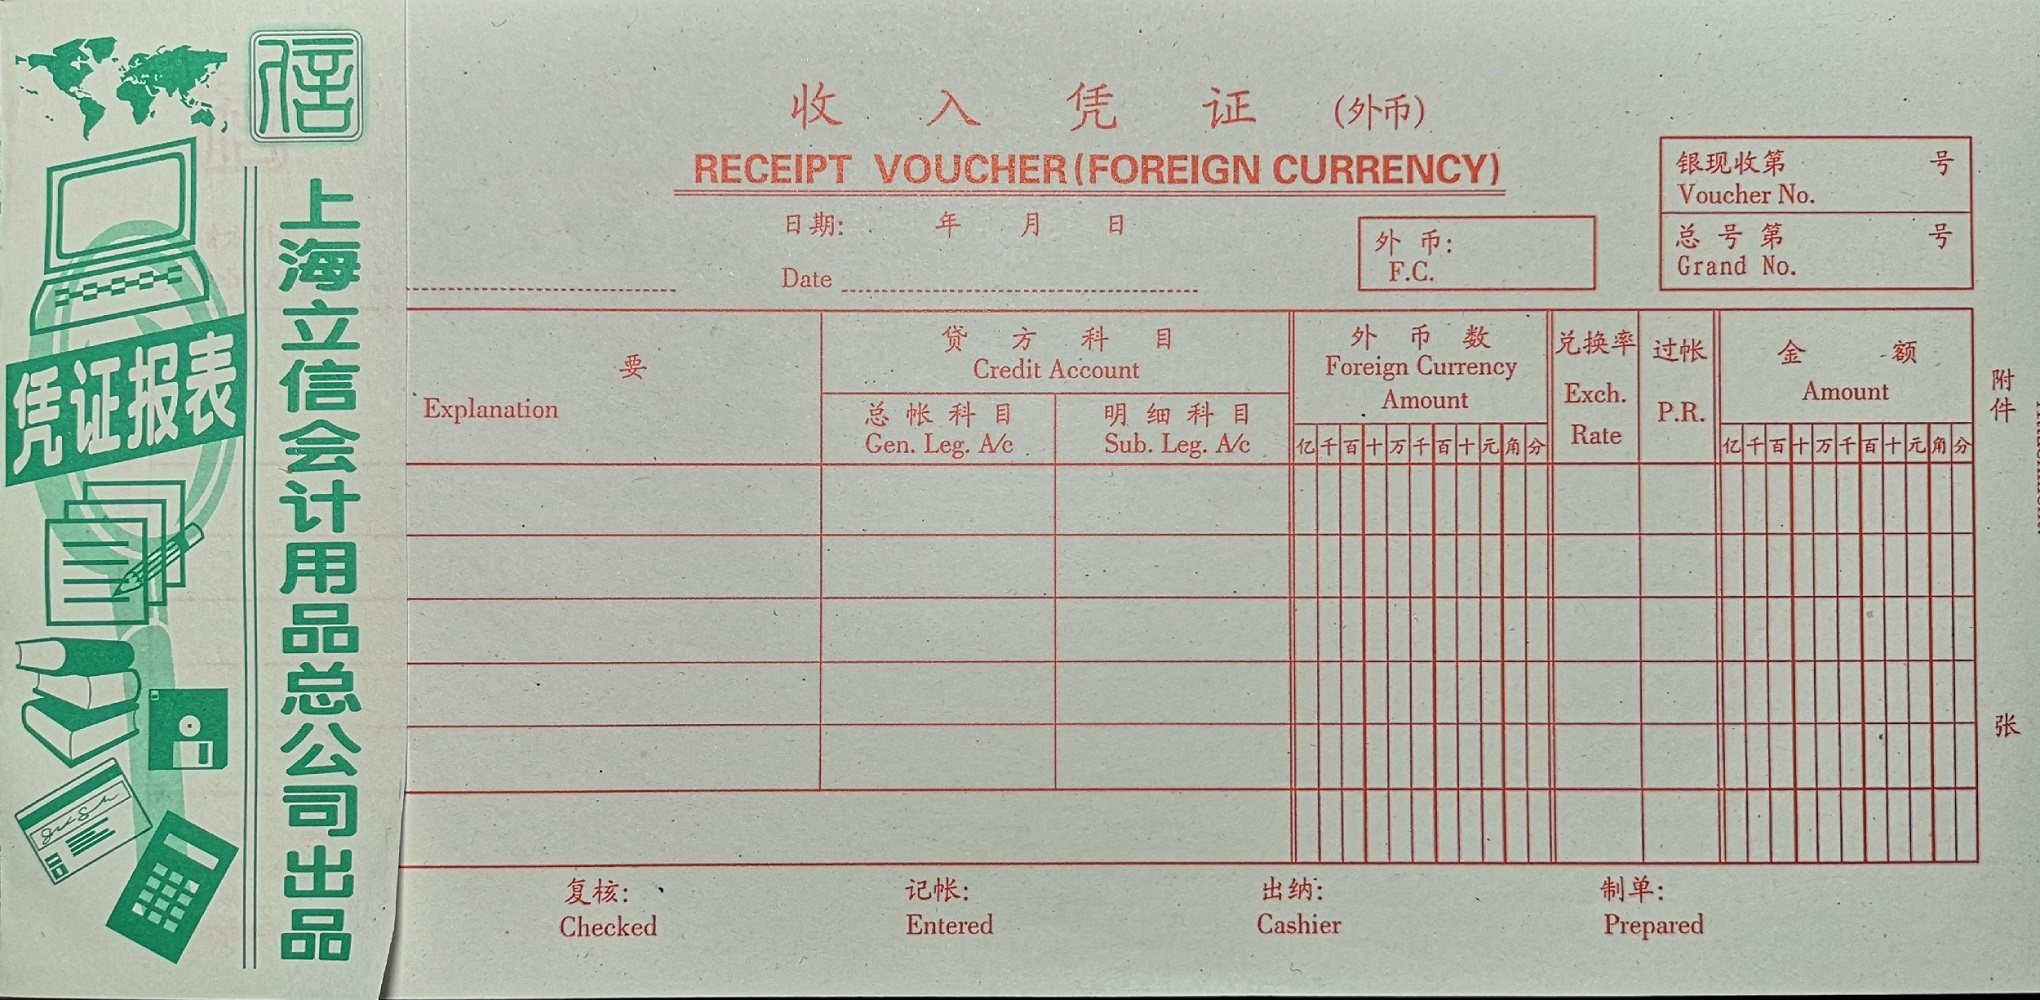 信
上海立信会计用品总公司出品
凭证报表
收入凭证(外币)
RECEIPT VOUCHER(FOREIGN CURRENCY)
日期: 年 月 日
Date
外币:
F.C.
银现收第 号
Voucher No.
总号第 号
Grand No.
要
Explanation
贷方科目
Credit Account
总帐科目
Gen. Leg. A/c
明细科目
Sub. Leg. A/c
外币数
Foreign Currency
Amount
亿千百十万千百十元角分
兑换率
Exch.
Rate
过帐
P.R.
金额
Amount
亿千百十万千百十元角分
附件 张
复核:
Checked
记帐:
Entered
出纳:
Cashier
制单:
Prepared